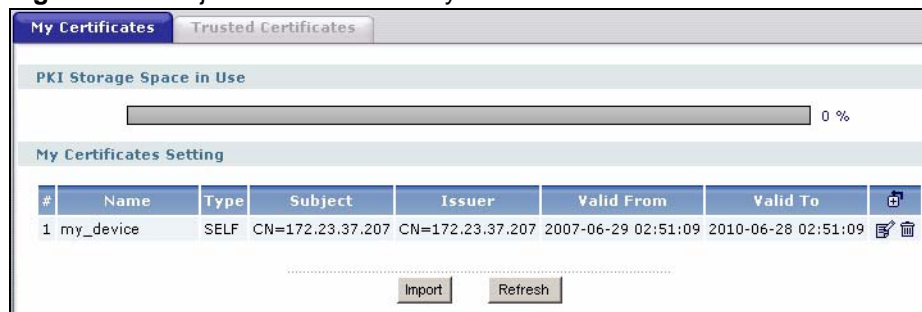 My Certificates Trusted Certificates
PKI Storage Space in Use
0 %
My Certificates Setting
# Name Type Subject Issuer Valid From Valid To
1 my_device SELF CN=172.23.37.207 CN=172.23.37.207 2007-06-29 02:51:09 2010-06-28 02:51:09
Import Refresh